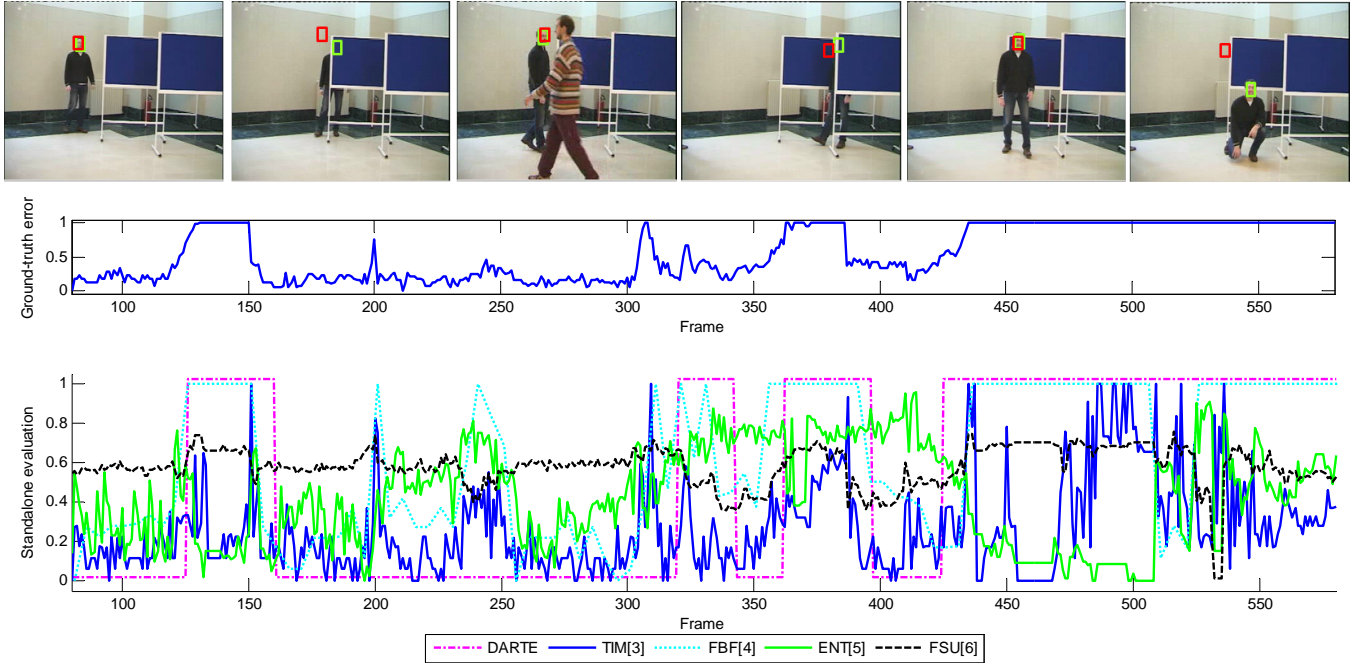 Ground-truth error
1
0.5
0
100 150 200 250 300 350 400 450 500 550
Frame
Standalone evaluation
1
0.8
0.6
0.4
0.2
0
100 150 200 250 300 350 400 450 500 550
Frame
DARTE TIM[3] FBF[4] ENT[5] FSU[6]